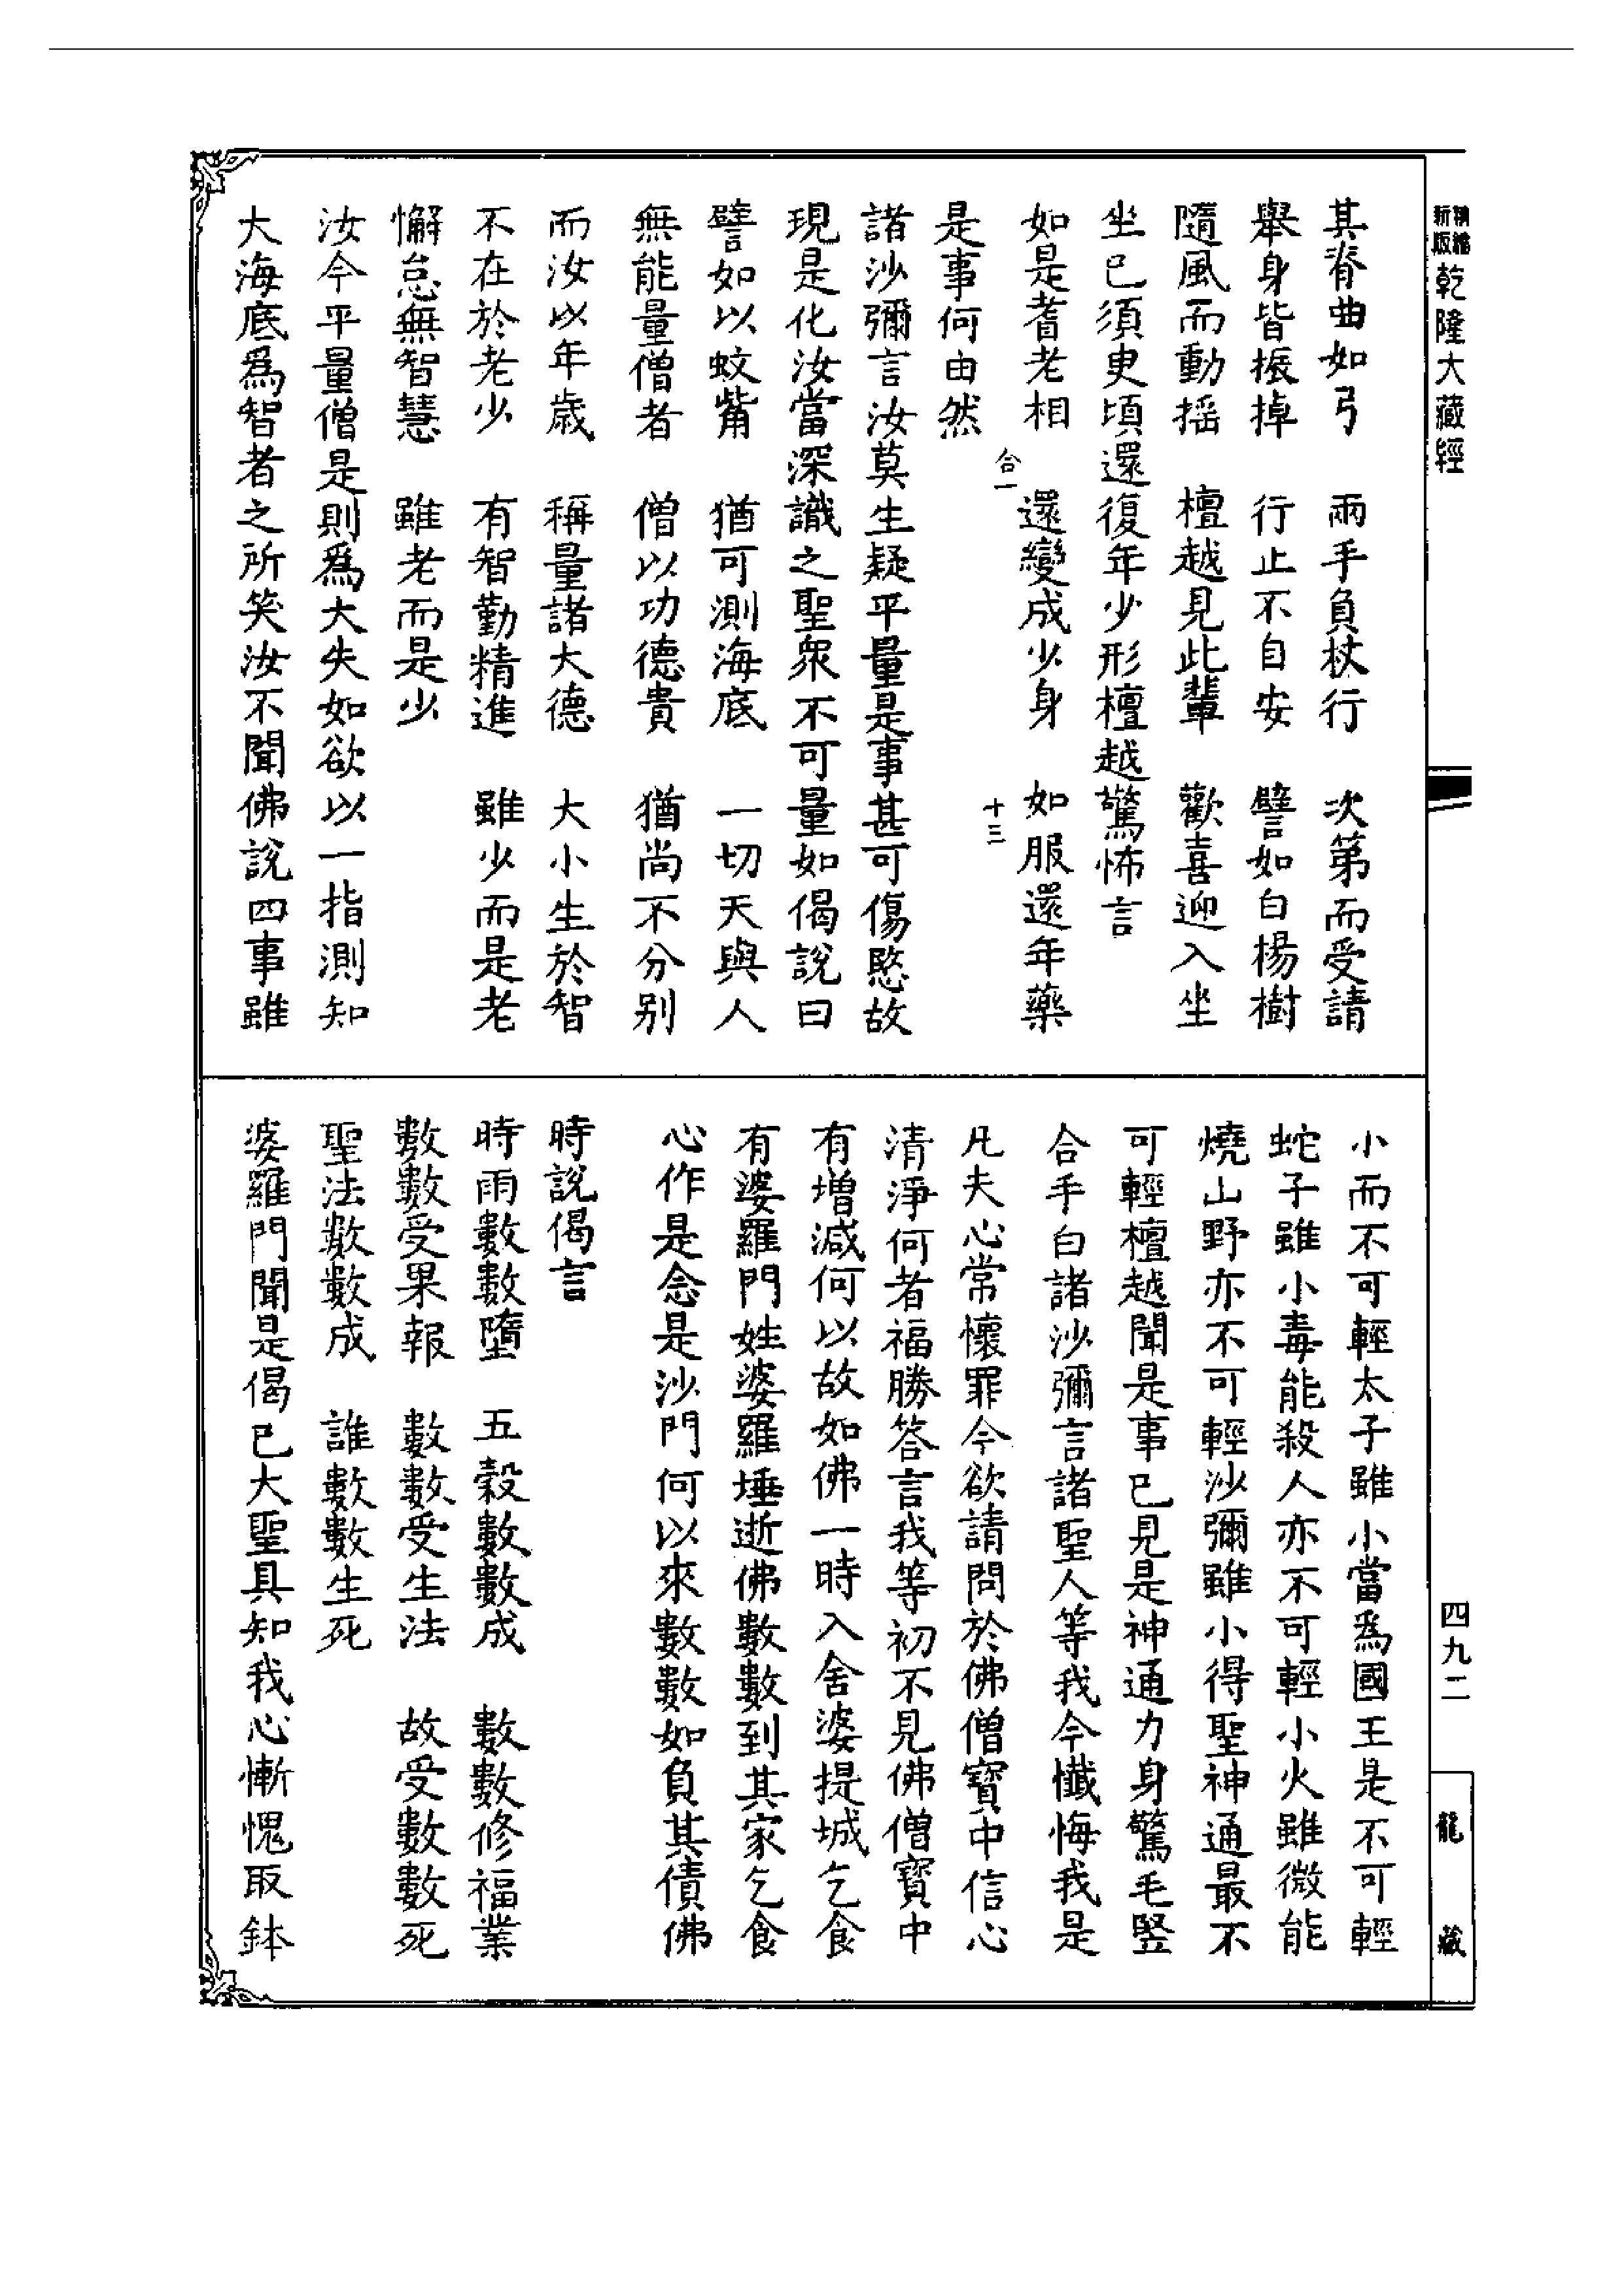 新版
精縮
乾隆大藏經
四九二
龍藏
其脊曲如弓　兩手負杖行　次第而受請
舉身皆振掉　行止不自安　譬如白楊樹
隨風而動搖　檀越見此輩　歡喜迎入坐
坐已須臾頃還復年少形檀越驚怖言
如是耆老相　還變成少身　如服還年藥
合一　十三
是事何由然
諸沙彌言汝莫生疑平量是事甚可傷愍故
現是化汝當深識之聖眾不可量如偈說曰
譬如以蚊觜　猶可測海底　一切天與人
無能量僧者　僧以功德貴　猶尚不分别
而汝以年歲　稱量諸大德　大小生於智
不在於老少　有智勤精進　雖少而是老
懈怠無智慧　雖老而是少
汝今平量僧是則為大失如欲以一指測知
大海底為智者之所笑汝不聞佛說四事雖
小而不可輕太子雖小當為國王是不可輕
蛇子雖小毒能殺人亦不可輕小火雖微能
燒山野亦不可輕沙彌雖小得聖神通最不
可輕檀越聞是事已見是神通力身驚毛竪
合手白諸沙彌言諸聖人等我今懺悔我是
凡夫心常懷罪今欲請問於佛僧寶中信心
清淨何者福勝答言我等初不見佛僧寶中
有增減何以故如佛一時入舍婆提城乞食
有婆羅門姓婆羅埵逝佛數數到其家乞食
心作是念是沙門何以來數數如負其債佛
時說偈言
時雨數數墮　五穀數數成　數數修福業
數數受果報　數數受生法　故受數數死
聖法數數成　誰數數生死
婆羅門聞是偈已大聖具知我心慚愧取鉢